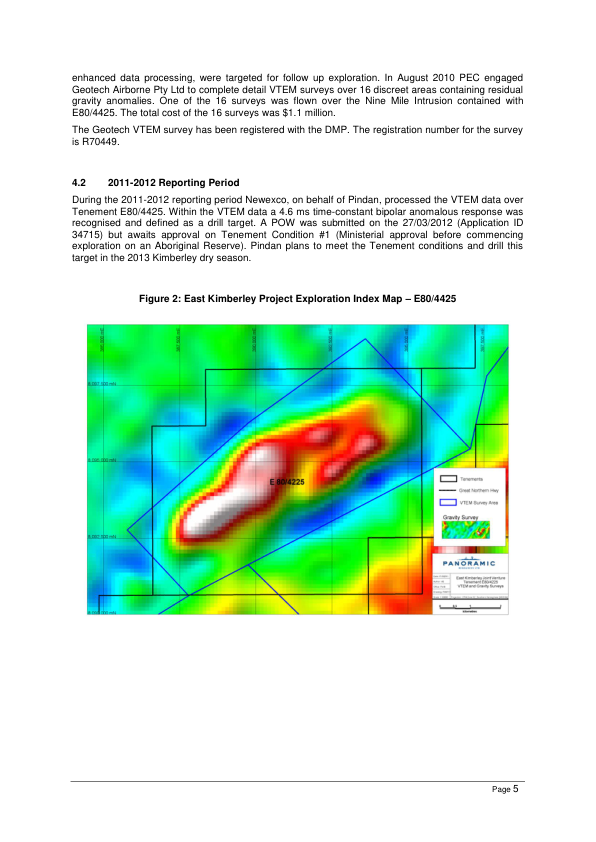 enhanced data processing, were targeted for follow up exploration. In August 2010 PEC engaged
Geotech Airborne Pty Ltd to complete detail VTEM surveys over 16 discreet areas containing residual
gravity anomalies. One of the 16 surveys was flown over the Nine Mile Intrusion contained with
E80/4425. The total cost of the 16 surveys was $1.1 million.
The Geotech VTEM survey has been registered with the DMP. The registration number for the survey
is R70449.
4.2 2011-2012 Reporting Period
During the 2011-2012 reporting period Newexco, on behalf of Pindan, processed the VTEM data over
Tenement E80/4425. Within the VTEM data a 4.6 ms time-constant bipolar anomalous response was
recognised and defined as a drill target. A POW was submitted on the 27/03/2012 (Application ID
34715) but awaits approval on Tenement Condition #1 (Ministerial approval before commencing
exploration on an Aboriginal Reserve). Pindan plans to meet the Tenement conditions and drill this
target in the 2013 Kimberley dry season.
Figure 2: East Kimberley Project Exploration Index Map – E80/4425
E 80/4225
Tenements
Great Northern Hwy
VTEM Survey Area
Gravity Survey
PANORAMIC
East Kimberley Joint Venture
Tenement E80/4225
VTEM and Gravity Surveys
Page 5